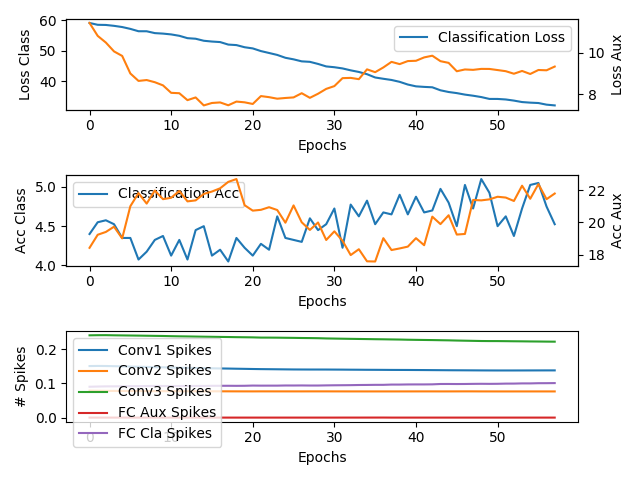 60
50
40
Loss Class
Classification Loss
10
8
Loss Aux
0 10 20 30 40 50
Epochs
5.0
4.5
4.0
Acc Class
Classification Acc
22
20
18
Acc Aux
0 10 20 30 40 50
Epochs
0.2
0.1
0.0
# Spikes
Conv1 Spikes
Conv2 Spikes
Conv3 Spikes
FC Aux Spikes
FC Cla Spikes
0 10 20 30 40 50
Epochs